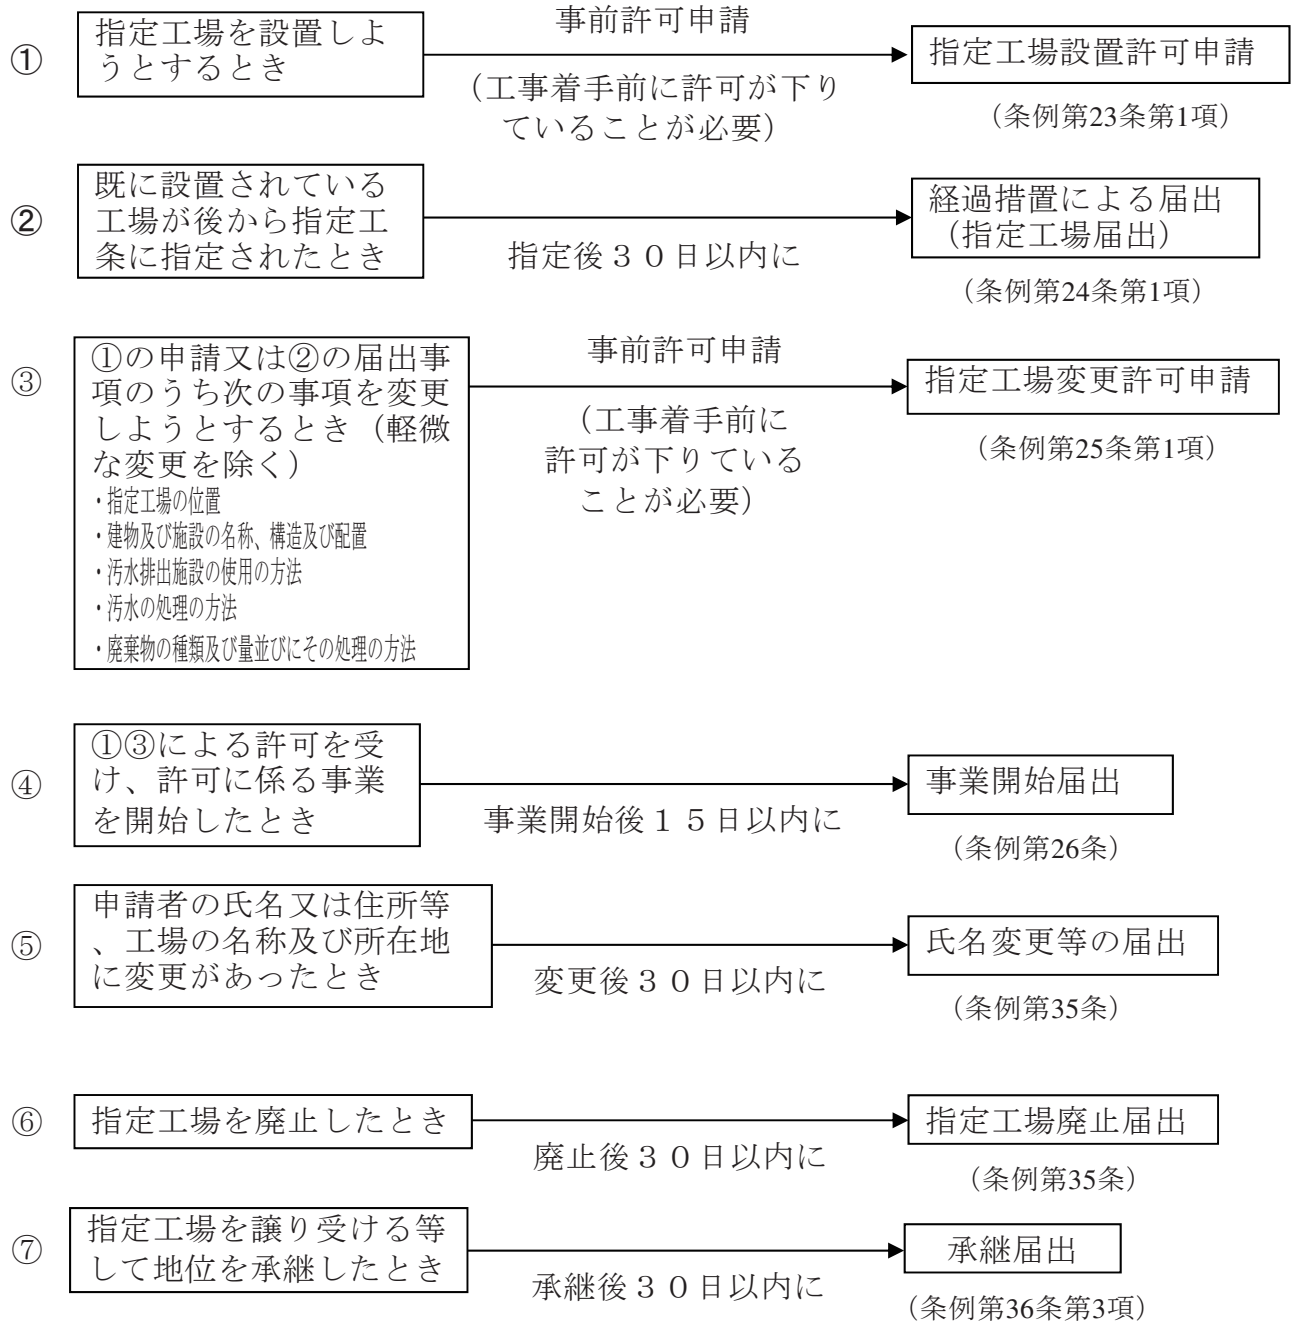 ①
指定工場を設置しよ
うとするとき
事前許可申請
(工事着手前に許可が下り
ていることが必要)
指定工場設置許可申請
(条例第23条第1項)
②
既に設置されている
工場が後から指定工
条に指定されたとき
指定後30日以内に
経過措置による届出
(指定工場届出)
(条例第24条第1項)
③
①の申請又は②の届出事
項のうち次の事項を変更
しようとするとき(軽微
な変更を除く)
・指定工場の位置
・建物及び施設の名称、構造及び配置
・汚水排出施設の使用の方法
・汚水の処理の方法
・廃棄物の種類及び量並びにその処理の方法
事前許可申請
(工事着手前に
許可が下りている
ことが必要)
指定工場変更許可申請
(条例第25条第1項)
④
①③による許可を受
け、許可に係る事業
を開始したとき
事業開始後15日以内に
事業開始届出
(条例第26条)
⑤
申請者の氏名又は住所等
、工場の名称及び所在地
に変更があったとき
変更後30日以内に
氏名変更等の届出
(条例第35条)
⑥
指定工場を廃止したとき
廃止後30日以内に
指定工場廃止届出
(条例第35条)
⑦
指定工場を譲り受ける等
して地位を承継したとき
承継後30日以内に
承継届出
(条例第36条第3項)